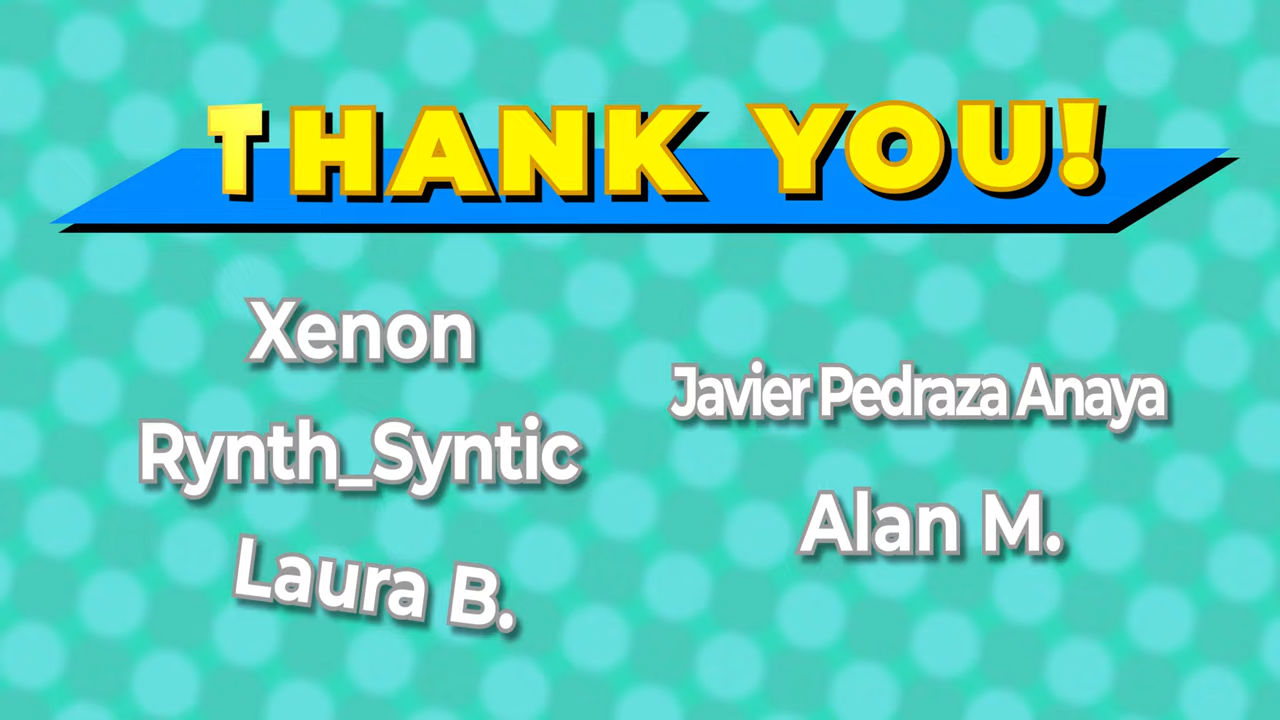 THANK YOU!
Xenon
Rynth_Syntic
Laura B.
Javier Pedraza Anaya
Alan M.